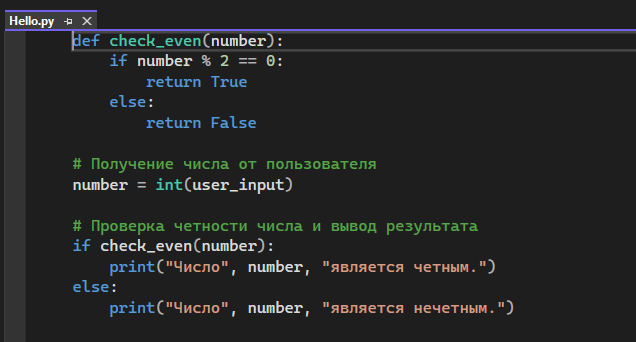 Hello.py
def check_even(number):
    if number % 2 == 0:
        return True
    else:
        return False

# Получение числа от пользователя
number = int(user_input)

# Проверка четности числа и вывод результата
if check_even(number):
    print("Число", number, "является четным.")
else:
    print("Число", number, "является нечетным.")